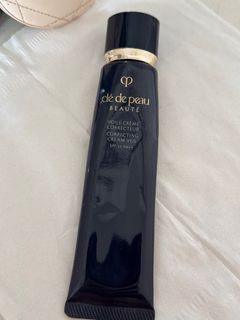 clé de peau
BEAUTÉ
VOILE CRÈME
CORRECTEUR
CORRECTING
CREAM VEIL